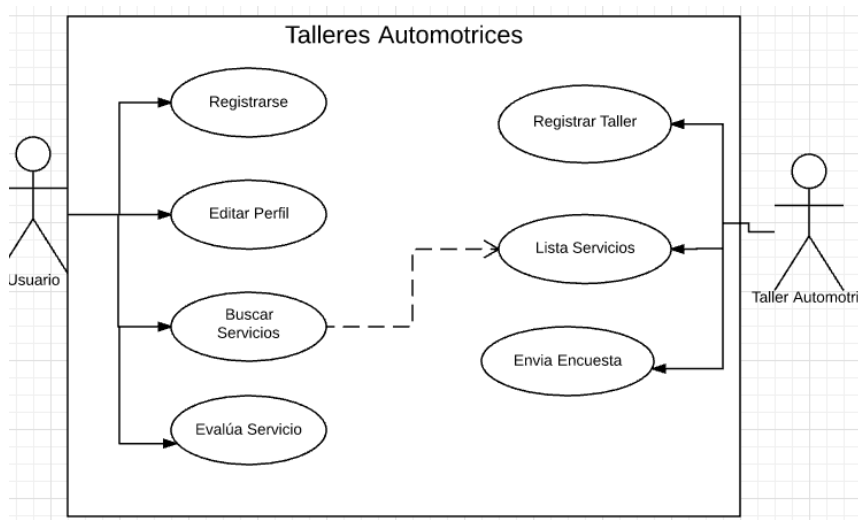 Talleres Automotrices
Registrarse
Registrar Taller
Editar Perfil
Lista Servicios
Usuario
Taller Automotri
Buscar
Servicios
Envia Encuesta
Evalúa Servicio